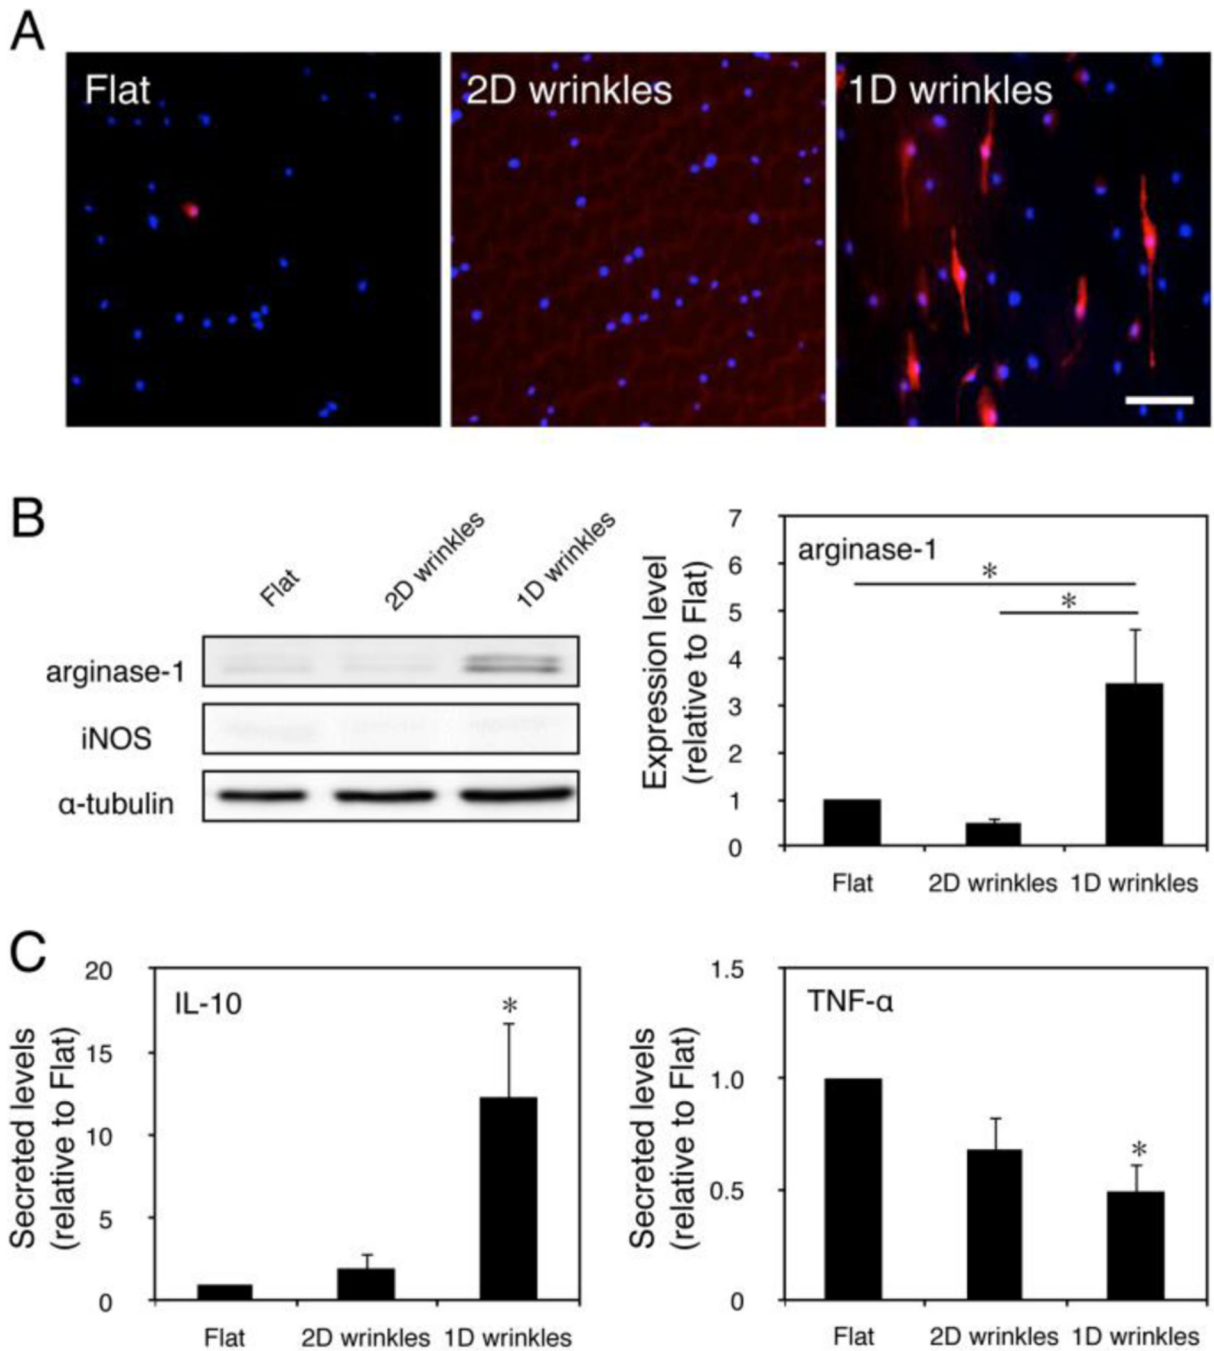 A
Flat
2D wrinkles
1D wrinkles
B
Flat
2D wrinkles
1D wrinkles
arginase-1
iNOS
α-tubulin
Expression level
(relative to Flat)
7
6
5
4
3
2
1
0
arginase-1
*
*
Flat
2D wrinkles
1D wrinkles
C
Secreted levels
(relative to Flat)
20
15
10
5
0
IL-10
*
Flat
2D wrinkles
1D wrinkles
Secreted levels
(relative to Flat)
1.5
1.0
0.5
0
TNF-α
*
Flat
2D wrinkles
1D wrinkles